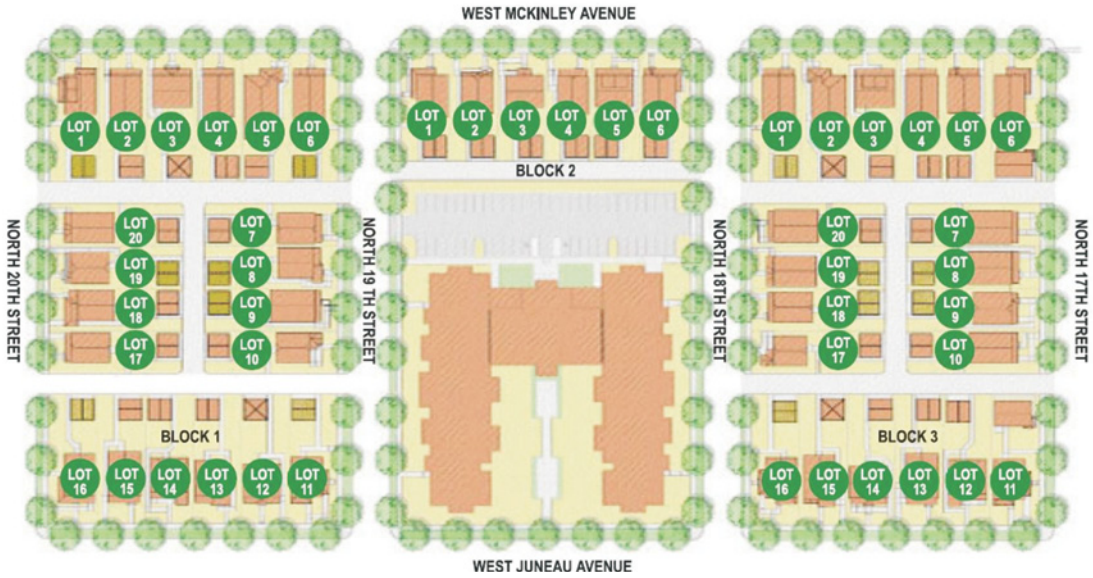 WEST MCKINLEY AVENUE
LOT 1
LOT 2
LOT 3
LOT 4
LOT 5
LOT 6
LOT 1
LOT 2
LOT 3
LOT 4
LOT 5
LOT 6
LOT 1
LOT 2
LOT 3
LOT 4
LOT 5
LOT 6
BLOCK 2
NORTH 20TH STREET
LOT 20
LOT 7
LOT 19
LOT 8
LOT 18
LOT 9
LOT 17
LOT 10
NORTH 19 TH STREET
NORTH 18TH STREET
LOT 20
LOT 7
LOT 19
LOT 8
LOT 18
LOT 9
LOT 17
LOT 10
NORTH 17TH STREET
BLOCK 1
LOT 16
LOT 15
LOT 14
LOT 13
LOT 12
LOT 11
BLOCK 3
LOT 16
LOT 15
LOT 14
LOT 13
LOT 12
LOT 11
WEST JUNEAU AVENUE